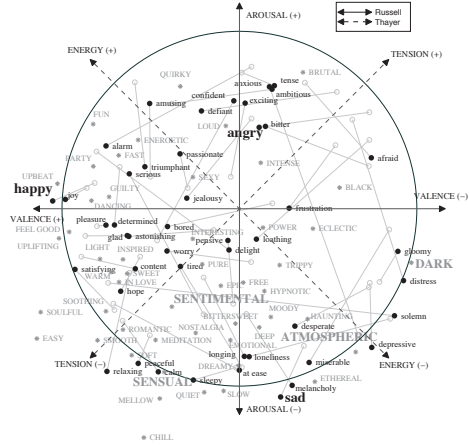 AROUSAL (+)
Russell
Thayer
ENERGY (+)
TENSION (+)
QUIRKY
BRUTAL
anxious
tense
confident
ambitious
amusing
exciting
defiant
FUN
LOUD
bitter
angry
ENERGETIC
alarm
FAST
passionate
PARTY
INTENSE
afraid
triumphant
serious
UPBEAT
SEXY
GUILTY
BLACK
happy
joy
jealousy
VALENCE (−)
DANCING
frustration
VALENCE (+)
pleasure
determined
bored
POWER
ECLECTIC
FEEL GOOD
INTERESTING
glad
astonishing
pensive
loathing
UPLIFTING
LIGHT
INSPIRED
worry
delight
gloomy
satisfying
content
tired
PURE
TRIPPY
DARK
WARM
SWEET
IN LOVE
EPIC
FREE
distress
hope
HYPNOTIC
SENTIMENTAL
SOOTHING
SOULFUL
BITTERSWEET
MOODY
HAUNTING
solemn
ROMANTIC
NOSTALGIA
desperate
EASY
SMOOTH
MEDITATION
DEEP
EMOTIONAL
ATMOSPHERIC
depressive
SOFT
longing
loneliness
TENSION (−)
peaceful
DREAMY
miserable
ENERGY (−)
relaxing
calm
at ease
SENSUAL
sleepy
ETHEREAL
melancholy
MELLOW
QUIET
SLOW
sad
AROUSAL (−)
CHILL